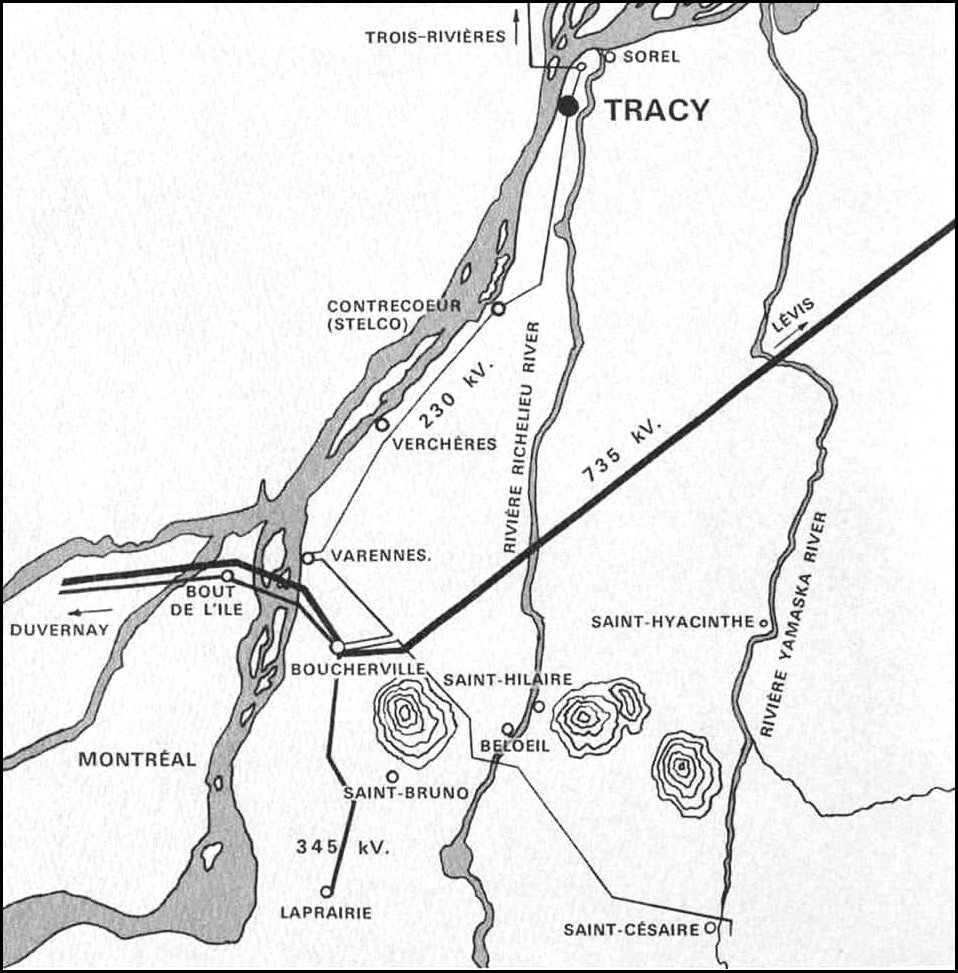 TROIS-RIVIÈRES
SOREL
TRACY
CONTRECOEUR
(STELCO)
LÉVIS
RIVIÈRE RICHELIEU RIVER
230 kV.
VERCHÈRES
735 kV.
VARENNES.
BOUT
DE L'ILE
DUVERNAY
RIVIÈRE YAMASKA RIVER
SAINT-HYACINTHE
BOUCHERVILLE
SAINT-HILAIRE
BELOEIL
MONTRÉAL
SAINT-BRUNO
345 kV.
LAPRAIRIE
SAINT-CÉSAIRE